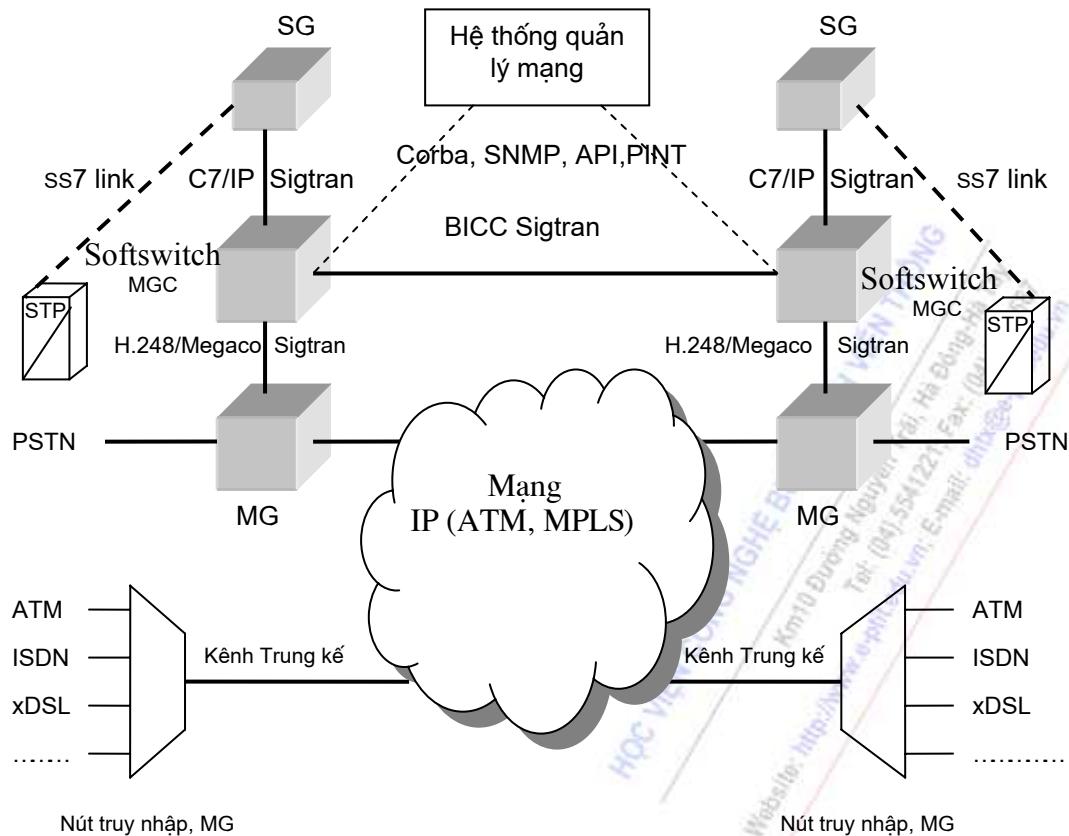 SG
Hệ thống quản
lý mạng
SG
Corba, SNMP, API,PINT
ss7 link
C7/IP Sigtran
C7/IP Sigtran
ss7 link
BICC Sigtran
Softswitch
MGC
Softswitch
MGC
STP
STP
H.248/Megaco Sigtran
H.248/Megaco Sigtran
PSTN
PSTN
MG
Mạng
IP (ATM, MPLS)
MG
ATM
ISDN
xDSL
........
Kênh Trung kế
Kênh Trung kế
ATM
ISDN
xDSL
..............
Nút truy nhập, MG
Nút truy nhập, MG